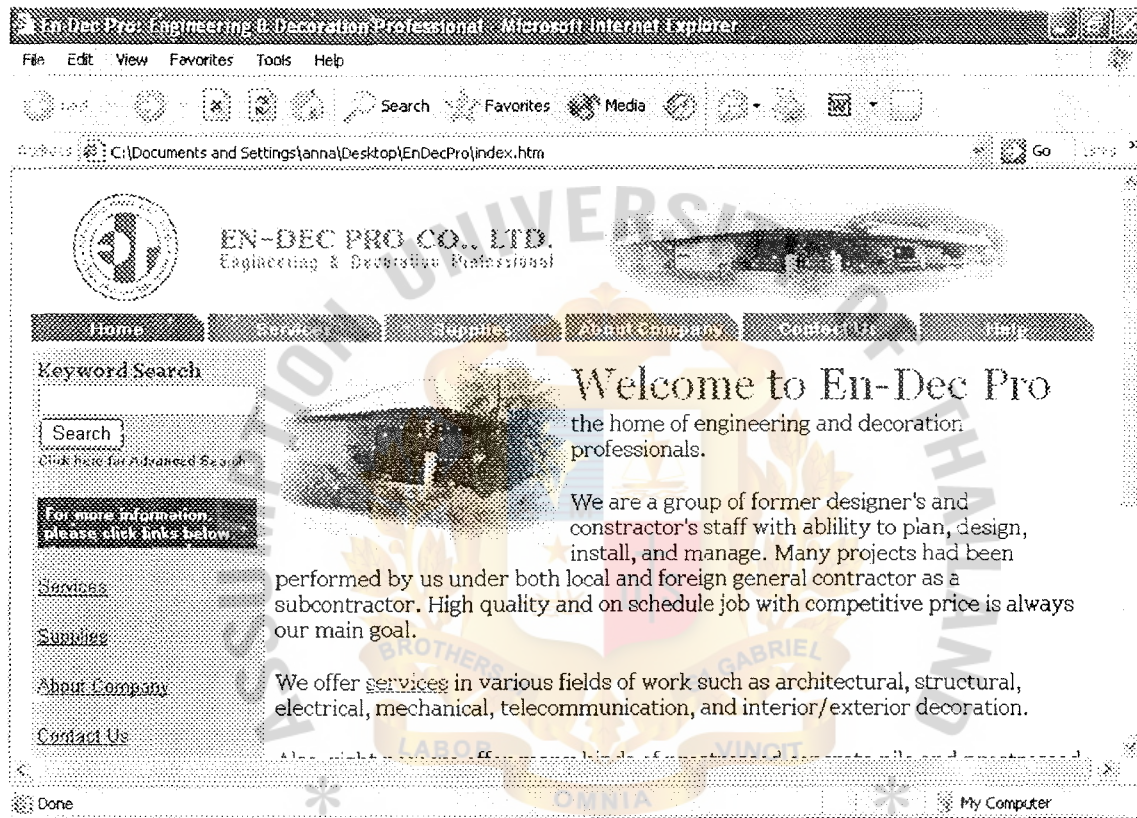 En-Dec Pro: Engineering & Decoration Professional - Microsoft Internet Explorer
File Edit View Favorites Tools Help
Search Favorites Media
C:\Documents and Settings\anna\Desktop\EnDecPro\index.htm Go
EN-DEC PRO CO., LTD.
Engineering & Decoration Professional
Home Services Supplies About Company Contact Us Help
Keyword Search
Search
Click here for Advanced Search
For more information
please click links below
Services
Supplies
About Company
Contact Us
Welcome to En-Dec Pro
the home of engineering and decoration
professionals.
We are a group of former designer's and
constractor's staff with ablility to plan, design,
install, and manage. Many projects had been
performed by us under both local and foreign general contractor as a
subcontractor. High quality and on schedule job with competitive price is always
our main goal.
We offer services in various fields of work such as architectural, structural,
electrical, mechanical, telecommunication, and interior/exterior decoration.
Done My Computer
ASSUMPTION UNIVERSITY OF THAILAND
BROTHERS GABRIEL
LABOR VINCIT
OMNIA